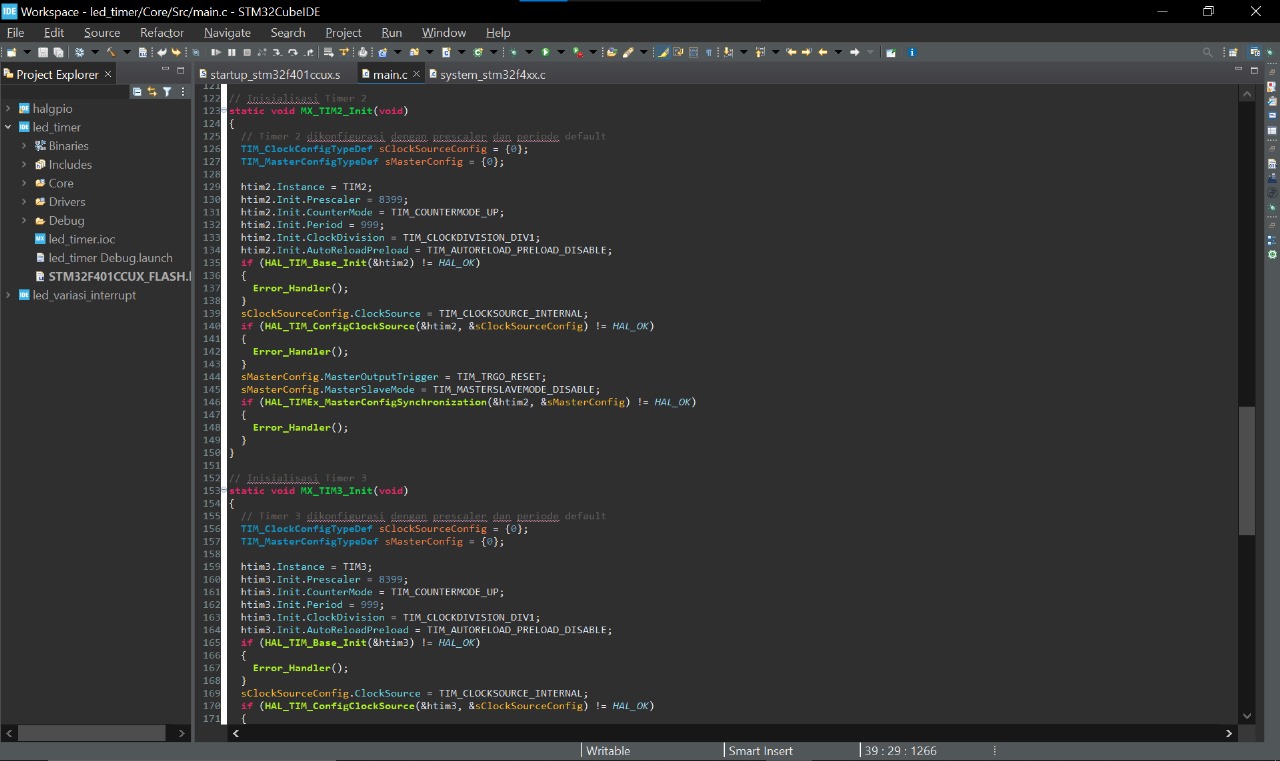 Workspace - led_timer/Core/Src/main.c - STM32CubeIDE
File Edit Source Refactor Navigate Search Project Run Window Help
Project Explorer
startup_stm32f401ccux.s main.c system_stm32f4xx.c
halgpio
led_timer
Binaries
Includes
Core
Drivers
Debug
led_timer.ioc
led_timer Debug.launch
STM32F401CCUX_FLASH.l
led_variasi_interrupt
121
122 // Inisialisasi Timer 2
123 static void MX_TIM2_Init(void)
124 {
125 // Timer 2 dikonfigurasi dengan prescaler dan periode default
126 TIM_ClockConfigTypeDef sClockSourceConfig = {0};
127 TIM_MasterConfigTypeDef sMasterConfig = {0};
128
129 htim2.Instance = TIM2;
130 htim2.Init.Prescaler = 8399;
131 htim2.Init.CounterMode = TIM_COUNTERMODE_UP;
132 htim2.Init.Period = 999;
133 htim2.Init.ClockDivision = TIM_CLOCKDIVISION_DIV1;
134 htim2.Init.AutoReloadPreload = TIM_AUTORELOAD_PRELOAD_DISABLE;
135 if (HAL_TIM_Base_Init(&htim2) != HAL_OK)
136 {
137 Error_Handler();
138 }
139 sClockSourceConfig.ClockSource = TIM_CLOCKSOURCE_INTERNAL;
140 if (HAL_TIM_ConfigClockSource(&htim2, &sClockSourceConfig) != HAL_OK)
141 {
142 Error_Handler();
143 }
144 sMasterConfig.MasterOutputTrigger = TIM_TRGO_RESET;
145 sMasterConfig.MasterSlaveMode = TIM_MASTERSLAVEMODE_DISABLE;
146 if (HAL_TIMEx_MasterConfigSynchronization(&htim2, &sMasterConfig) != HAL_OK)
147 {
148 Error_Handler();
149 }
150 }
151
152 // Inisialisasi Timer 3
153 static void MX_TIM3_Init(void)
154 {
155 // Timer 3 dikonfigurasi dengan prescaler dan periode default
156 TIM_ClockConfigTypeDef sClockSourceConfig = {0};
157 TIM_MasterConfigTypeDef sMasterConfig = {0};
158
159 htim3.Instance = TIM3;
160 htim3.Init.Prescaler = 8399;
161 htim3.Init.CounterMode = TIM_COUNTERMODE_UP;
162 htim3.Init.Period = 999;
163 htim3.Init.ClockDivision = TIM_CLOCKDIVISION_DIV1;
164 htim3.Init.AutoReloadPreload = TIM_AUTORELOAD_PRELOAD_DISABLE;
165 if (HAL_TIM_Base_Init(&htim3) != HAL_OK)
166 {
167 Error_Handler();
168 }
169 sClockSourceConfig.ClockSource = TIM_CLOCKSOURCE_INTERNAL;
170 if (HAL_TIM_ConfigClockSource(&htim3, &sClockSourceConfig) != HAL_OK)
171 {
Writable Smart Insert 39 : 29 : 1266